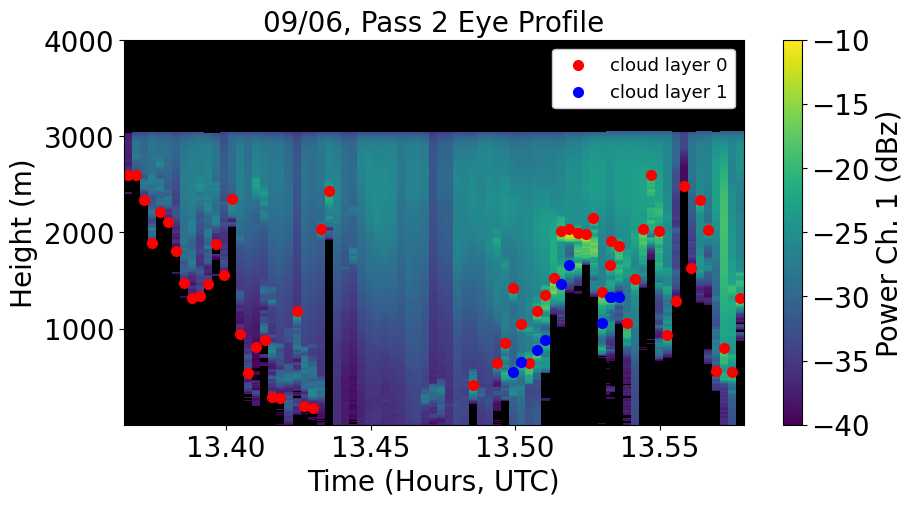 09/06, Pass 2 Eye Profile
4000
3000
2000
1000
Height (m)
cloud layer 0
cloud layer 1
13.40
13.45
13.50
13.55
Time (Hours, UTC)
−10
−15
−20
−25
−30
−35
−40
Power Ch. 1 (dBz)